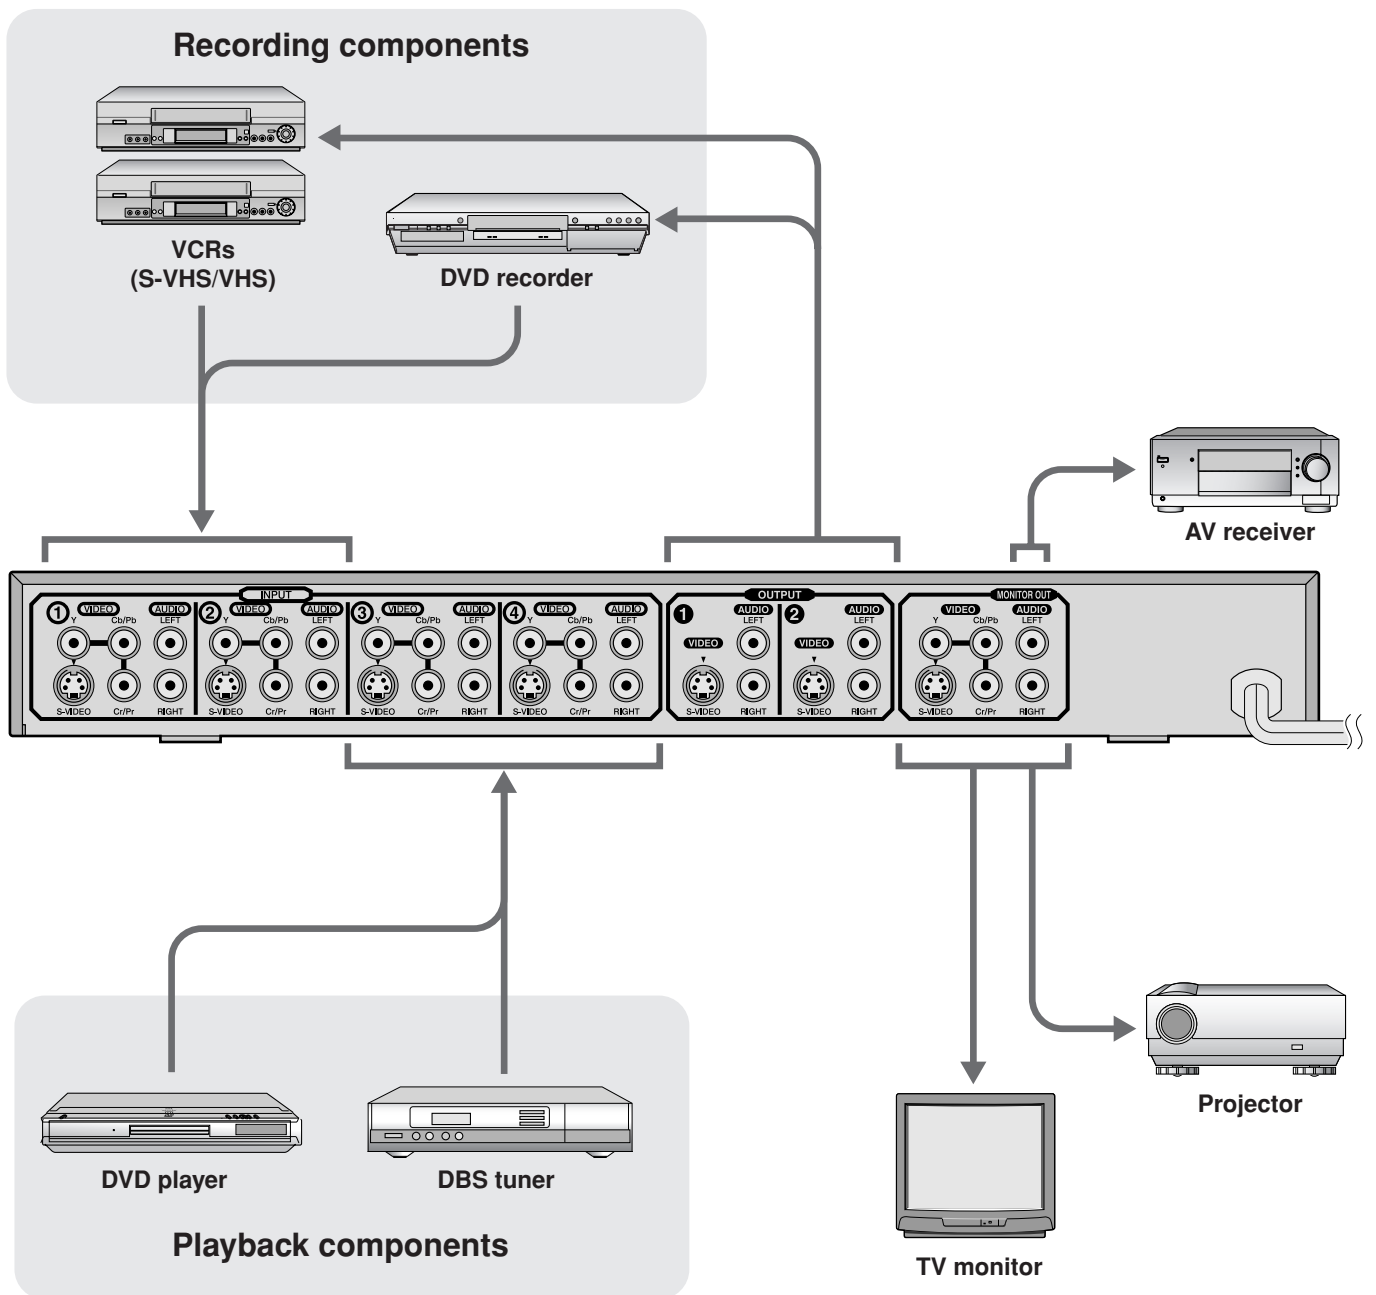 Recording components
VCRs
(S-VHS/VHS)
DVD recorder
AV receiver
INPUT
OUTPUT
MONITOR OUT
1 VIDEO AUDIO
Y Cb/Pb LEFT
S-VIDEO Cr/Pr RIGHT
2 VIDEO AUDIO
Y Cb/Pb LEFT
S-VIDEO Cr/Pr RIGHT
3 VIDEO AUDIO
Y Cb/Pb LEFT
S-VIDEO Cr/Pr RIGHT
4 VIDEO AUDIO
Y Cb/Pb LEFT
S-VIDEO Cr/Pr RIGHT
1 AUDIO
LEFT
VIDEO
S-VIDEO RIGHT
2 AUDIO
LEFT
VIDEO
S-VIDEO RIGHT
VIDEO AUDIO
Y Cb/Pb LEFT
S-VIDEO Cr/Pr RIGHT
DVD player
DBS tuner
Playback components
Projector
TV monitor